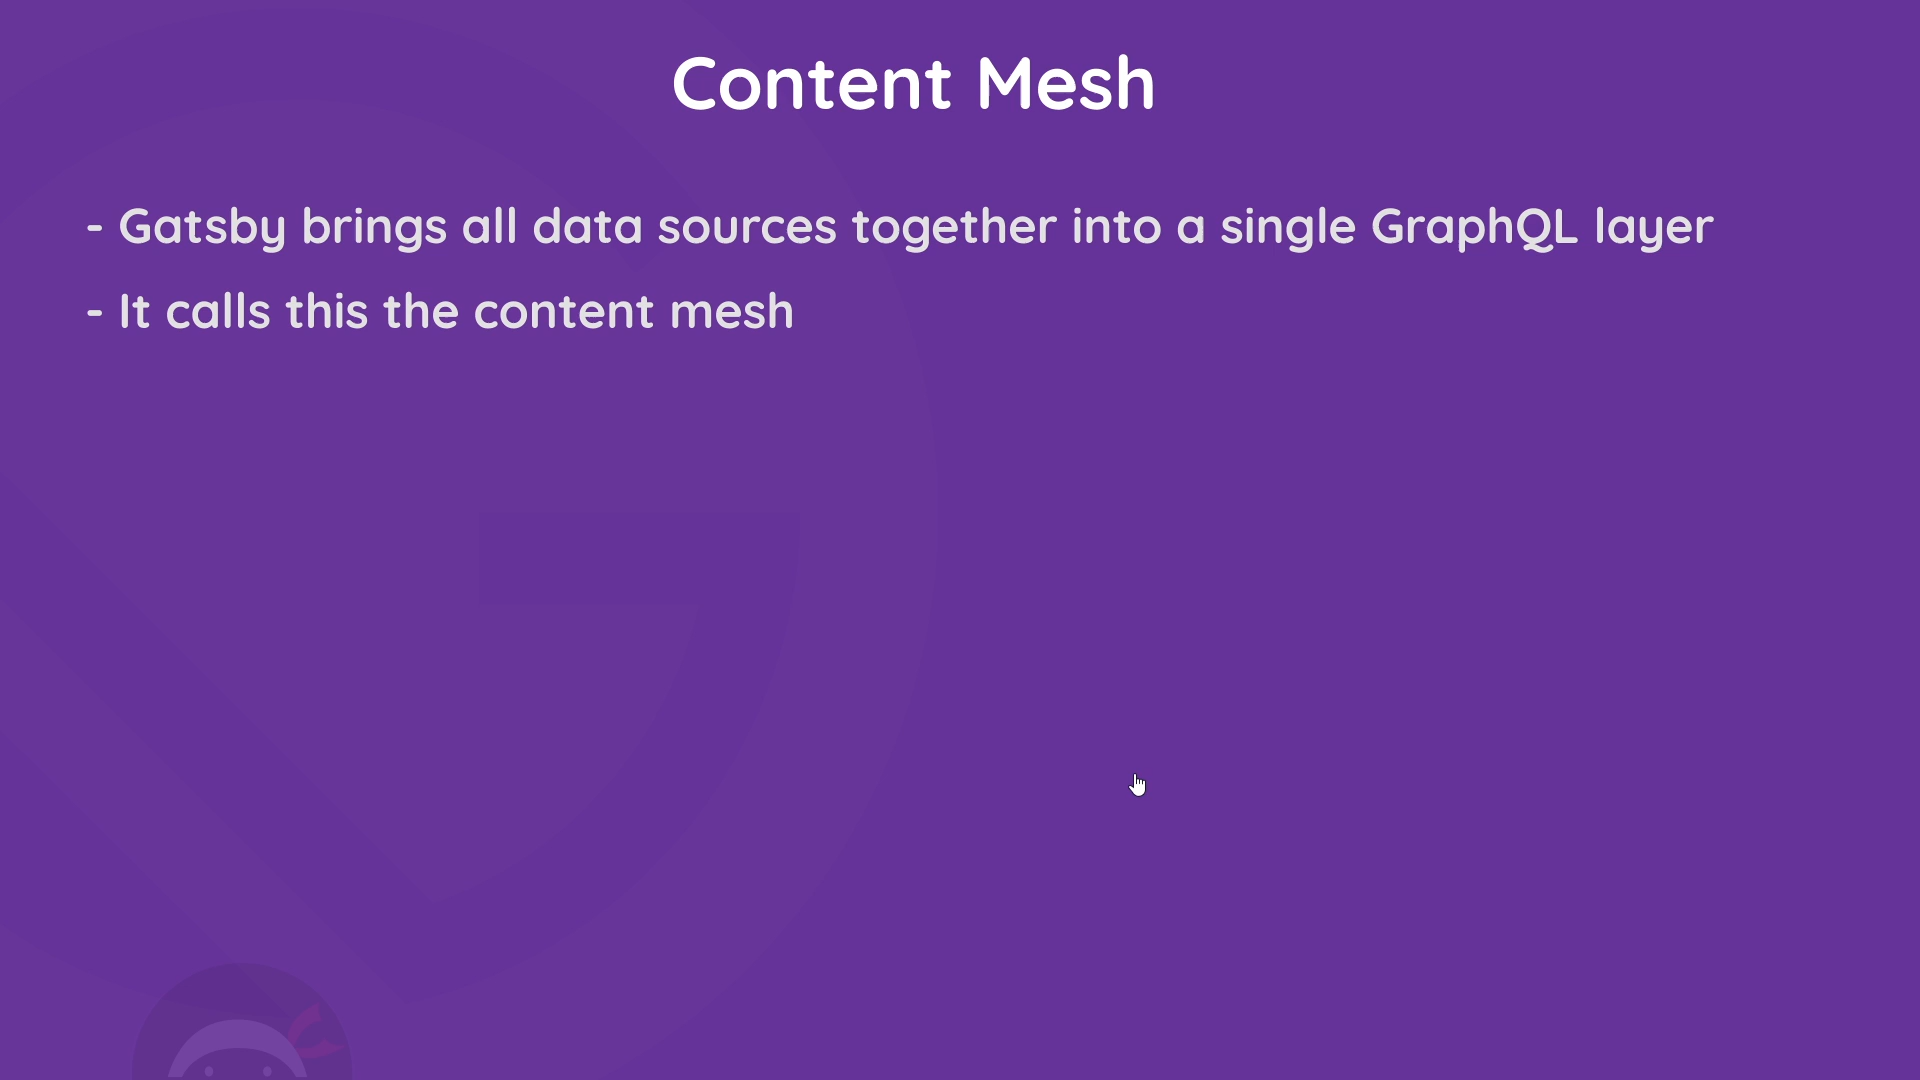 Content Mesh
- Gatsby brings all data sources together into a single GraphQL layer
- It calls this the content mesh